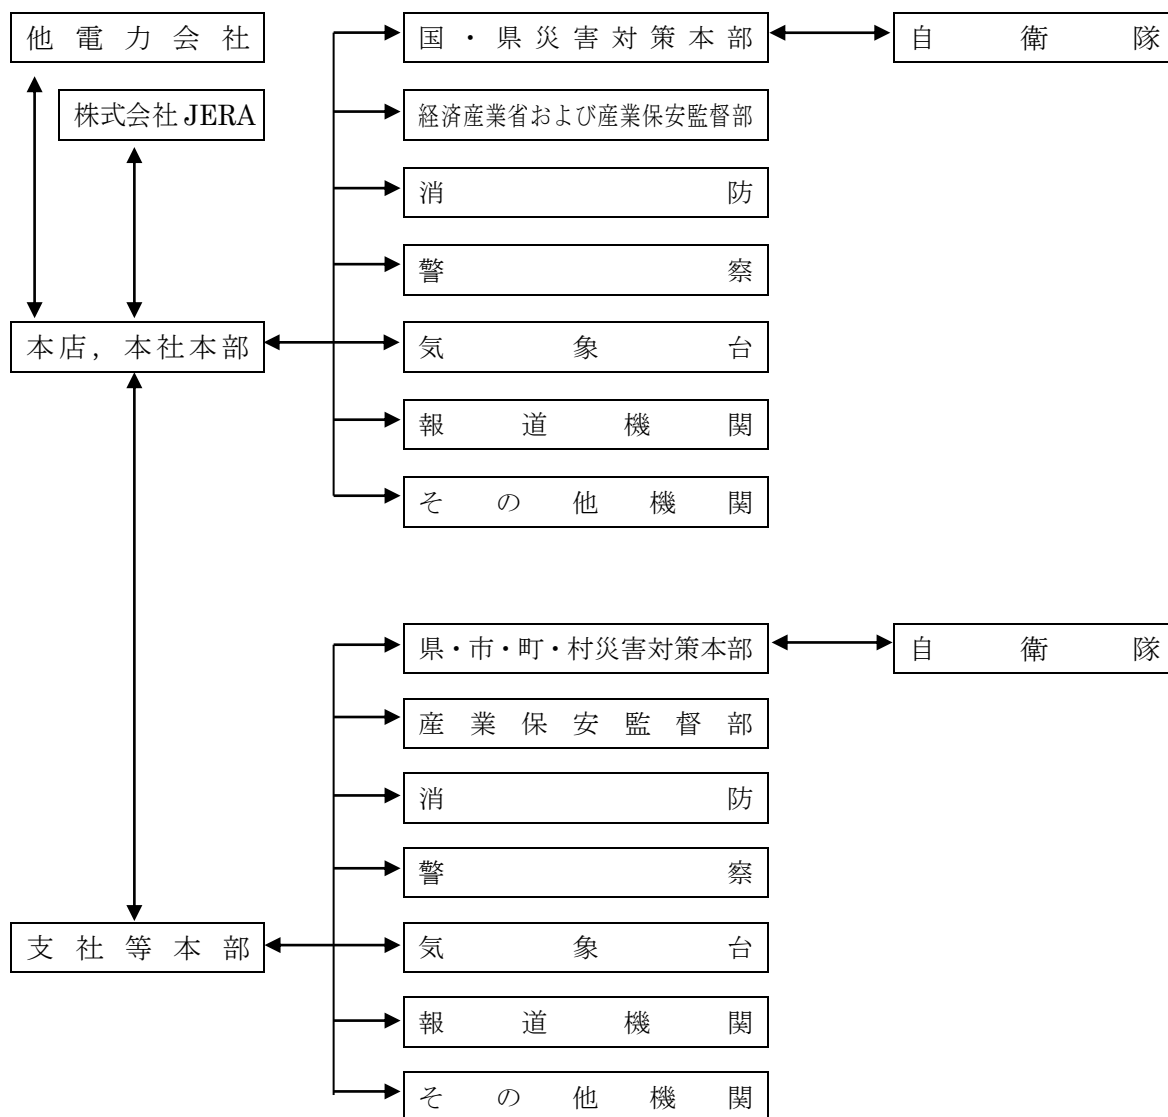 他電力会社
国・県災害対策本部
自衛隊
株式会社 JERA
経済産業省および産業保安監督部
消防
警察
本店，本社本部
気象台
報道機関
その他機関
県・市・町・村災害対策本部
自衛隊
産業保安監督部
消防
警察
支社等本部
気象台
報道機関
その他機関